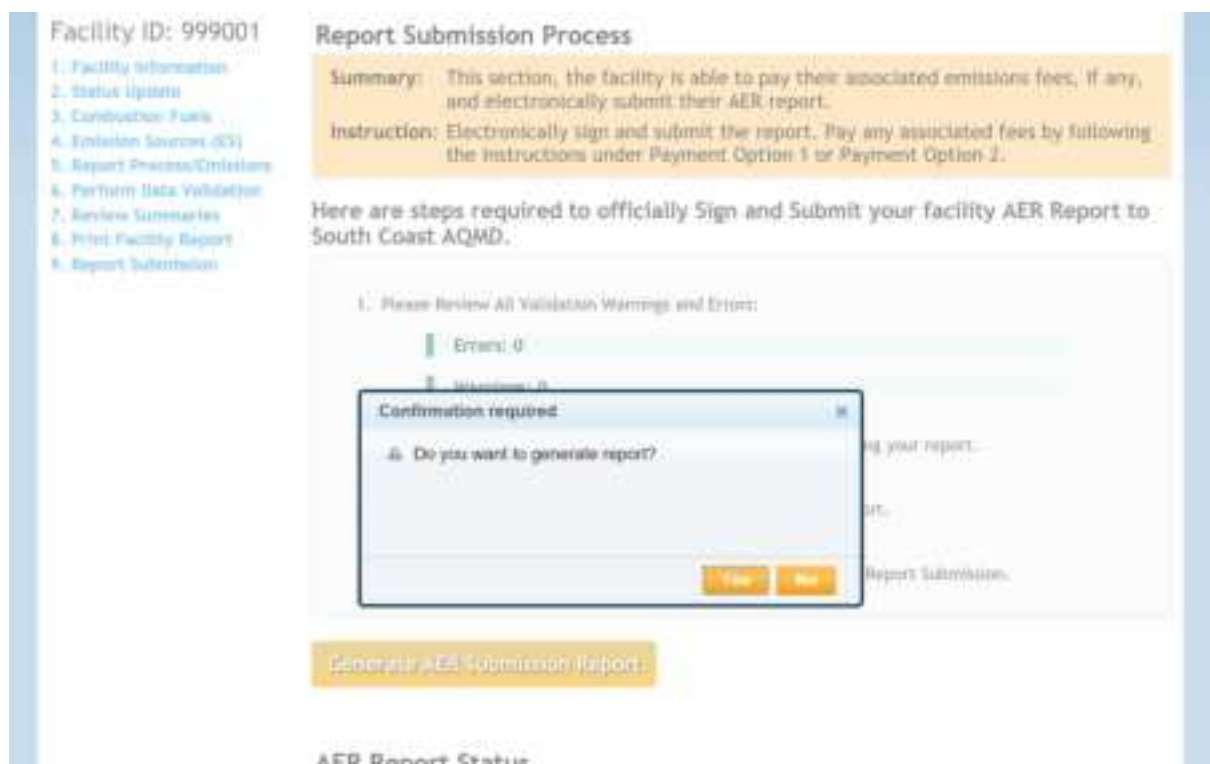 Facility ID: 999001
1. Facility Information
2. Status Update
3. Combustion Fuels
4. Emission Sources (ES)
5. Report Process/Emissions
6. Perform Data Validation
7. Review Summaries
8. Print Facility Report
9. Report Submission
Report Submission Process
Summary: This section, the facility is able to pay their associated emissions fees, if any,
and electronically submit their AER report.
Instruction: Electronically sign and submit the report. Pay any associated fees by following
the instructions under Payment Option 1 or Payment Option 2.
Here are steps required to officially Sign and Submit your facility AER Report to
South Coast AQMD.
1. Please Review All Validation Warnings and Errors:
Errors: 0
Warnings: 0
Confirmation required
Do you want to generate report?
your report.
Report Submission.
Yes No
Generate AER Submission Report
AER Report Status